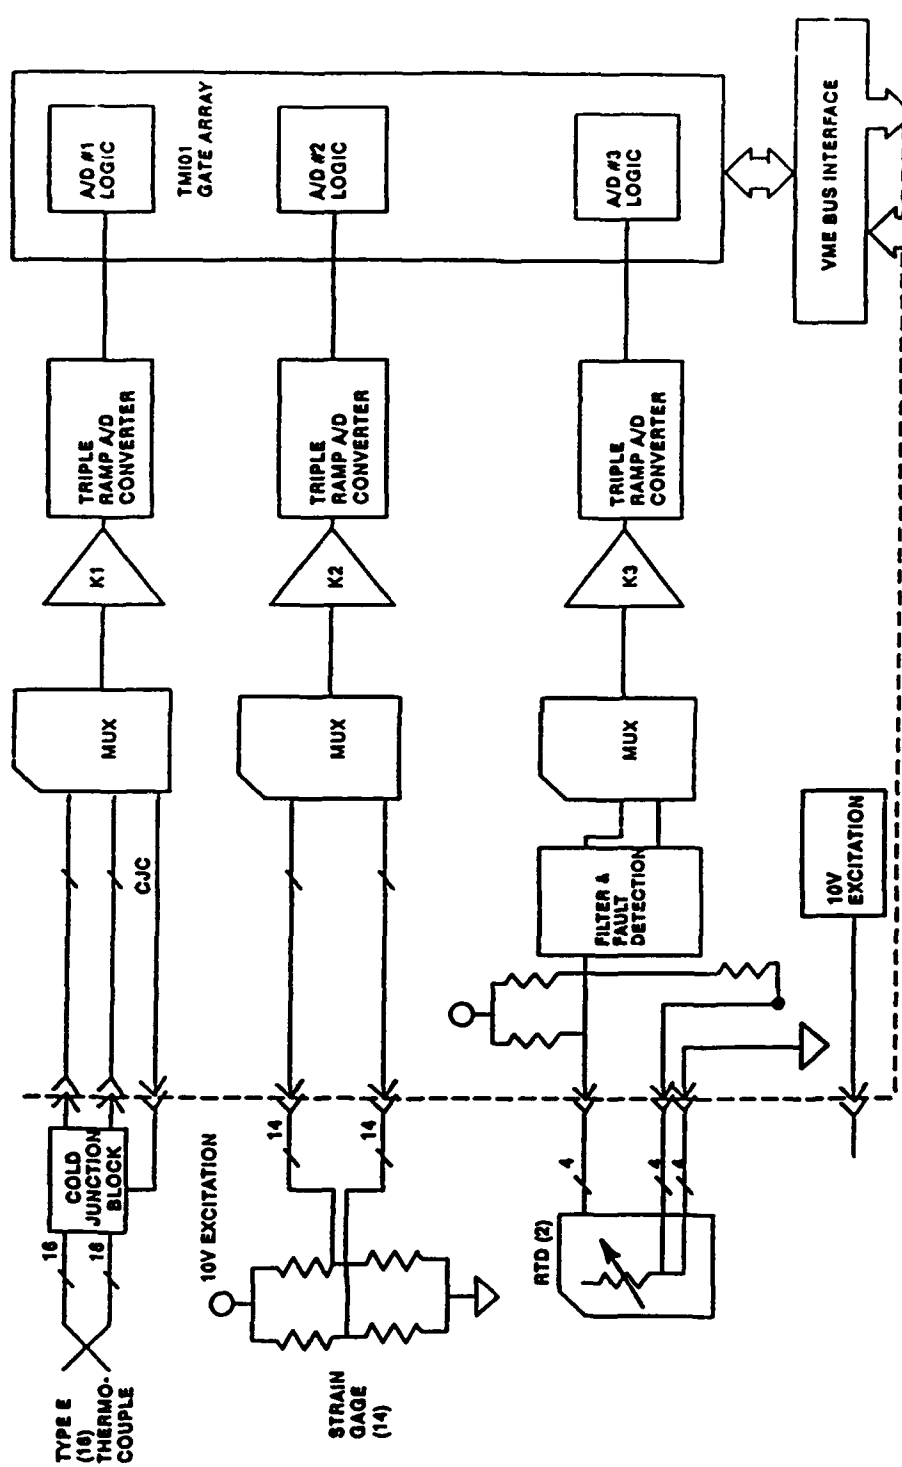 TYPE E
(16)
THERMO-
COUPLE
16
16
COLD
JUNCTION
BLOCK
CJC
MUX
K1
TRIPLE
RAMP A/D
CONVERTER
A/D #1
LOGIC
TMI01
GATE ARRAY
10V EXCITATION
STRAIN
GAGE
(14)
14
14
MUX
K2
TRIPLE
RAMP A/D
CONVERTER
A/D #2
LOGIC
RTD (2)
4
4
4
FILTER &
FAULT
DETECTION
MUX
K3
TRIPLE
RAMP A/D
CONVERTER
A/D #3
LOGIC
10V
EXCITATION
VME BUS INTERFACE